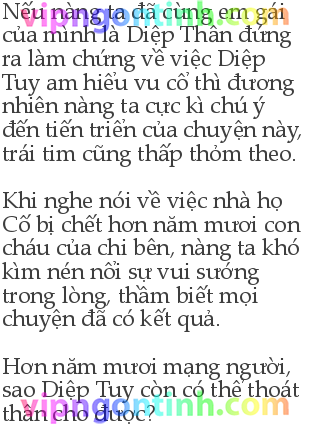 Nếu nàng ta đã cùng em gái
của mình là Diệp Thần đứng
ra làm chứng về việc Diệp
Tuy am hiểu vu cổ thì đương
nhiên nàng ta cực kì chú ý
đến tiến triển của chuyện này,
trái tim cũng thấp thỏm theo.

Khi nghe nói về việc nhà họ
Cố bị chết hơn năm mươi con
cháu của chi bên, nàng ta khó
kìm nén nổi sự vui sướng
trong lòng, thầm biết mọi
chuyện đã có kết quả.

Hơn năm mươi mạng người,
sao Diệp Tuy còn có thể thoát
thân cho được?
vipngontinh.com
vipngontinh.com
vipngontinh.com